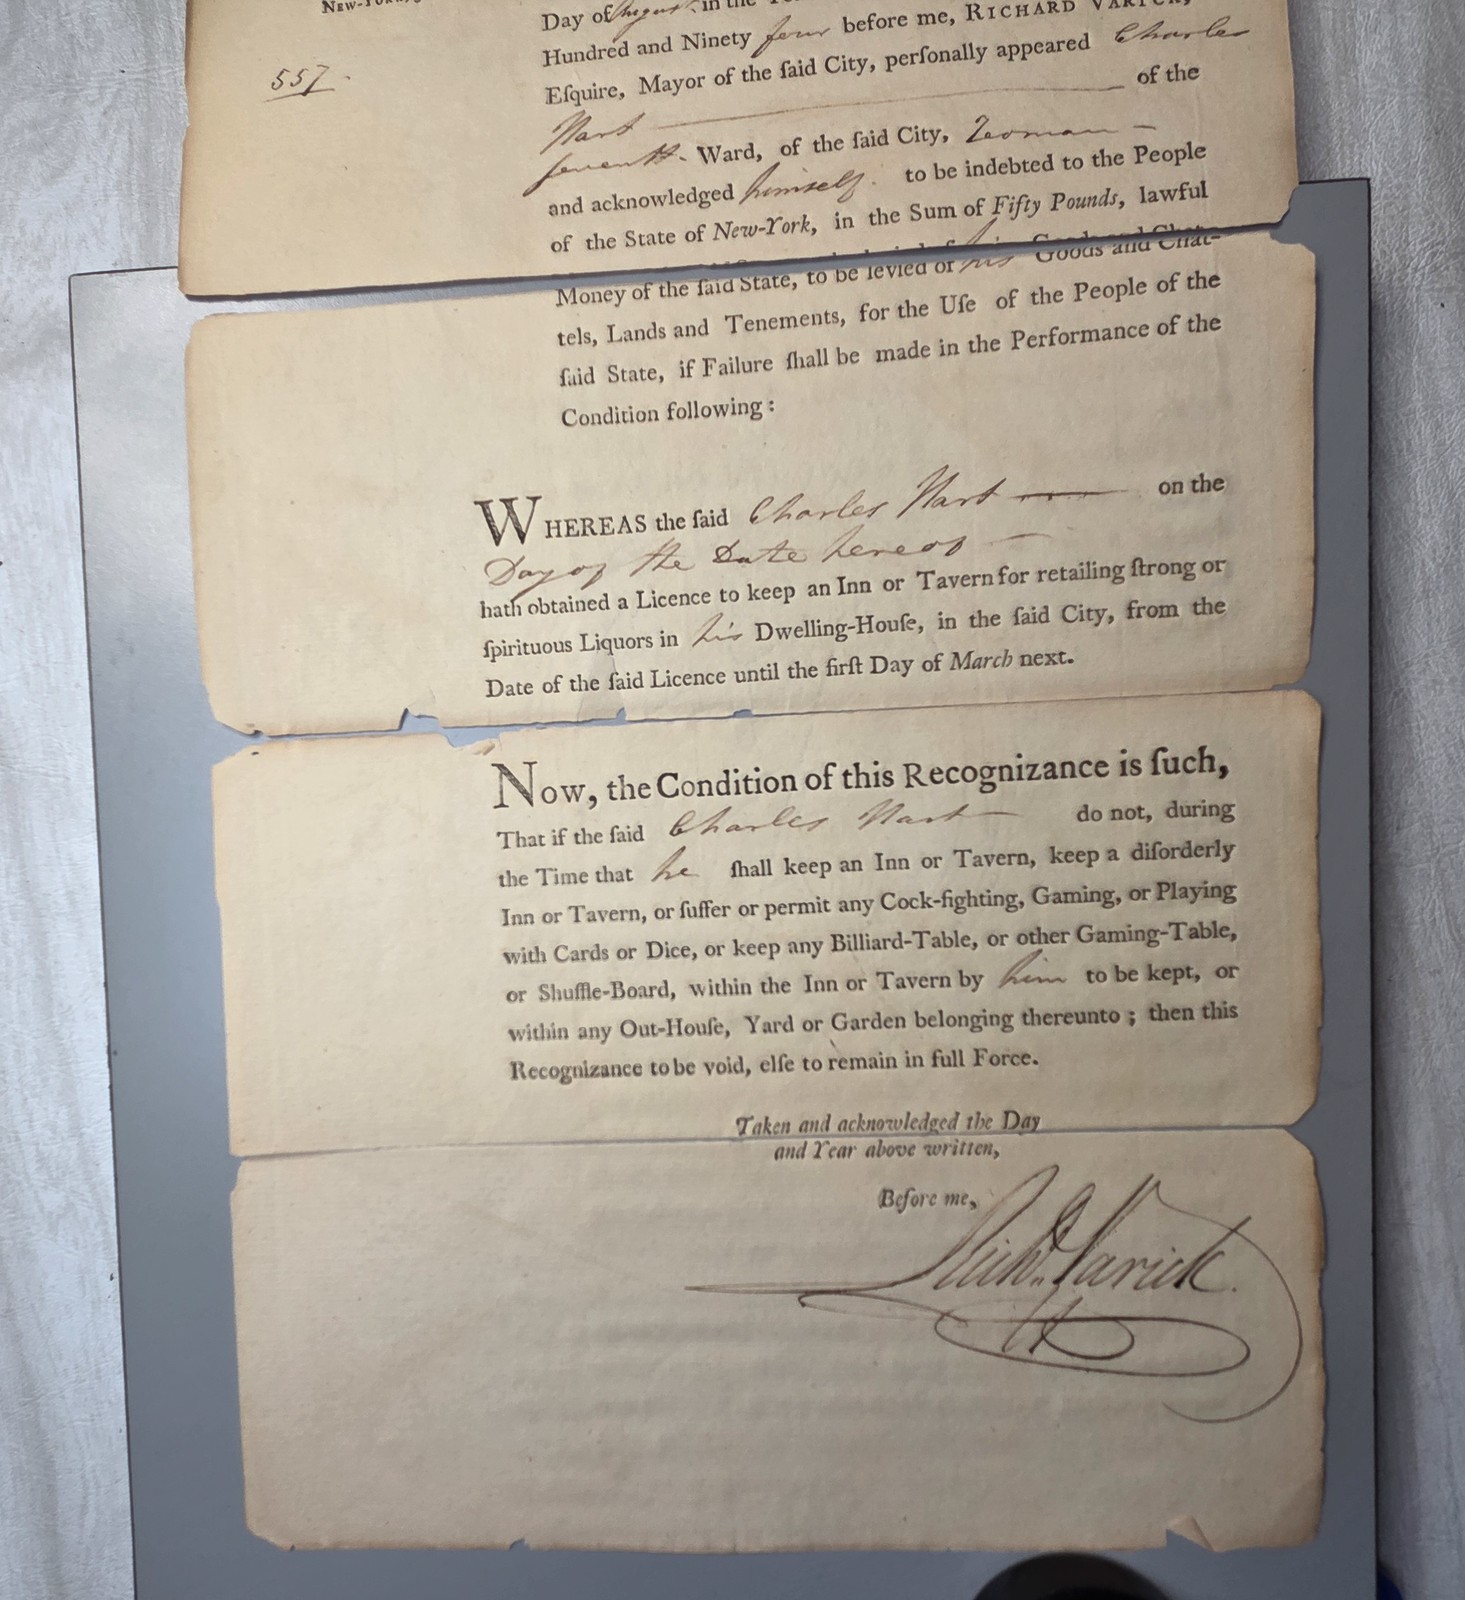 NEW-YORK,
Day of August in the
Hundred and Ninety four before me, RICHARD VARICK,
557
Eſquire, Mayor of the ſaid City, perſonally appeared Charles
Hart of the
ſeventh Ward, of the ſaid City, Yeoman
and acknowledged himself to be indebted to the People
of the State of New-York, in the Sum of Fifty Pounds, lawful
Money of the ſaid State, to be levied of his Goods and Chat-
tels, Lands and Tenements, for the Uſe of the People of the
ſaid State, if Failure ſhall be made in the Performance of the
Condition following:
WHEREAS the ſaid Charles Hart on the
Day of the Date hereof
hath obtained a Licence to keep an Inn or Tavern for retailing ſtrong or
ſpirituous Liquors in his Dwelling-Houſe, in the ſaid City, from the
Date of the ſaid Licence until the firſt Day of March next.
Now, the Condition of this Recognizance is ſuch,
That if the ſaid Charles Hart do not, during
the Time that he ſhall keep an Inn or Tavern, keep a diſorderly
Inn or Tavern, or ſuffer or permit any Cock-fighting, Gaming, or Playing
with Cards or Dice, or keep any Billiard-Table, or other Gaming-Table,
or Shuffle-Board, within the Inn or Tavern by him to be kept, or
within any Out-Houſe, Yard or Garden belonging thereunto; then this
Recognizance to be void, elſe to remain in full Force.
Taken and acknowledged the Day
and Year above written,
Before me,
Richd. Varick.